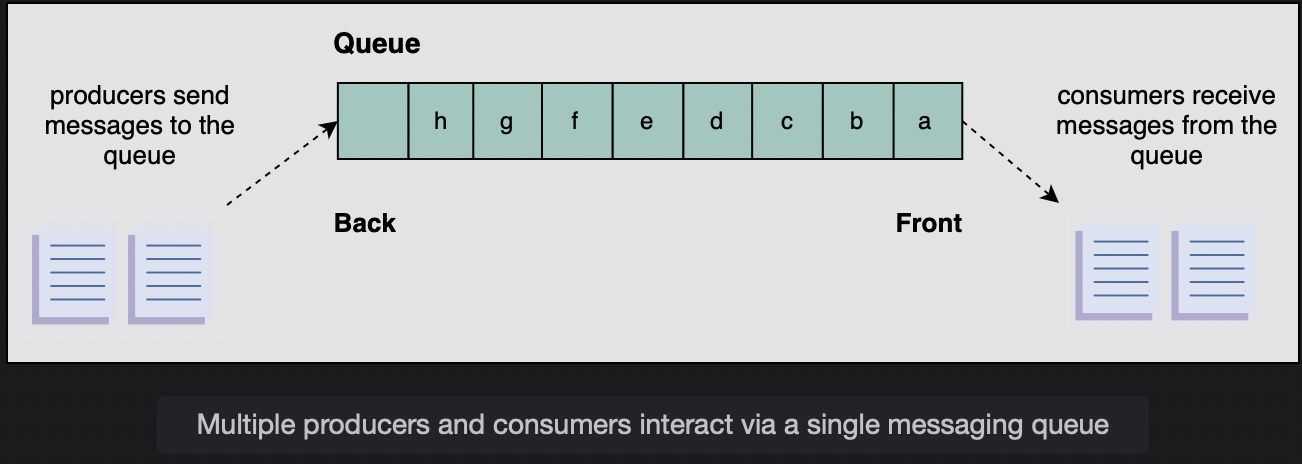 Queue
producers send
messages to the
queue
h g f e d c b a
consumers receive
messages from the
queue
Back
Front
Multiple producers and consumers interact via a single messaging queue